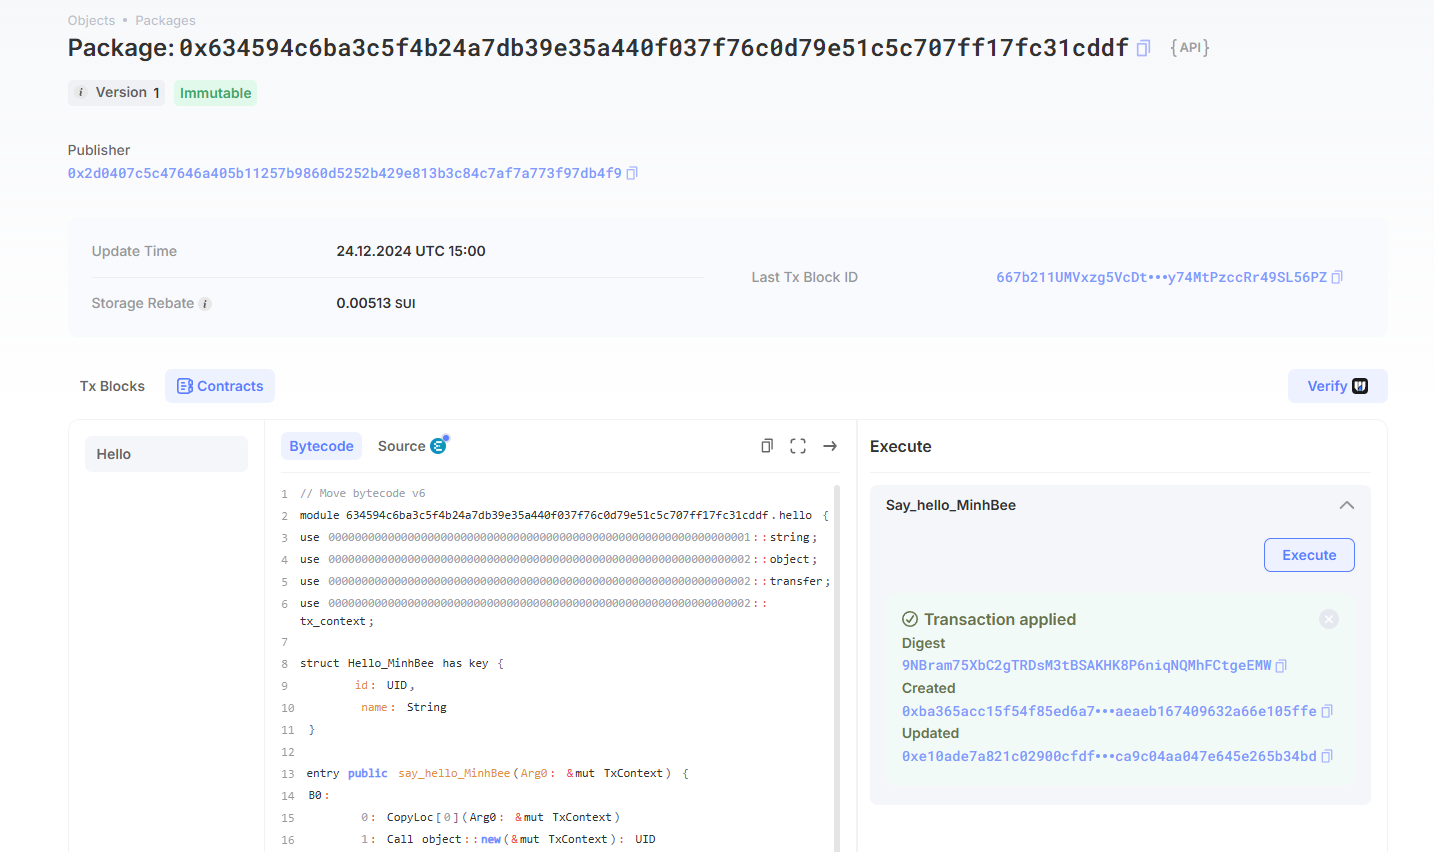 Objects • Packages
Package: 0x634594c6ba3c5f4b24a7db39e35a440f037f76c0d79e51c5c707ff17fc31cddf {API}
i Version 1 Immutable
Publisher
0x2d0407c5c47646a405b11257b9860d5252b429e813b3c84c7af7a773f97db4f9
Update Time 24.12.2024 UTC 15:00
Last Tx Block ID 667b211UMVxzg5VcDt•••y74MtPzccRr49SL56PZ
Storage Rebate i 0.00513 SUI
Tx Blocks Contracts Verify
Hello
Bytecode Source
1 // Move bytecode v6
2 module 634594c6ba3c5f4b24a7db39e35a440f037f76c0d79e51c5c707ff17fc31cddf.hello {
3 use 0000000000000000000000000000000000000000000000000000000000000001::string;
4 use 0000000000000000000000000000000000000000000000000000000000000002::object;
5 use 0000000000000000000000000000000000000000000000000000000000000002::transfer;
6 use 0000000000000000000000000000000000000000000000000000000000000002::
tx_context;
7
8 struct Hello_MinhBee has key {
9 id: UID,
10 name: String
11 }
12
13 entry public say_hello_MinhBee(Arg0: &mut TxContext) {
14 B0:
15 0: CopyLoc[0](Arg0: &mut TxContext)
16 1: Call object::new(&mut TxContext): UID
Execute
Say_hello_MinhBee
Execute
Transaction applied
Digest
9NBram75XbC2gTRDsM3tBSAKHK8P6niqNQMhFCtgeEMW
Created
0xba365acc15f54f85ed6a7•••aeaeb167409632a66e105ffe
Updated
0xe10ade7a821c02900cfdf•••ca9c04aa047e645e265b34bd